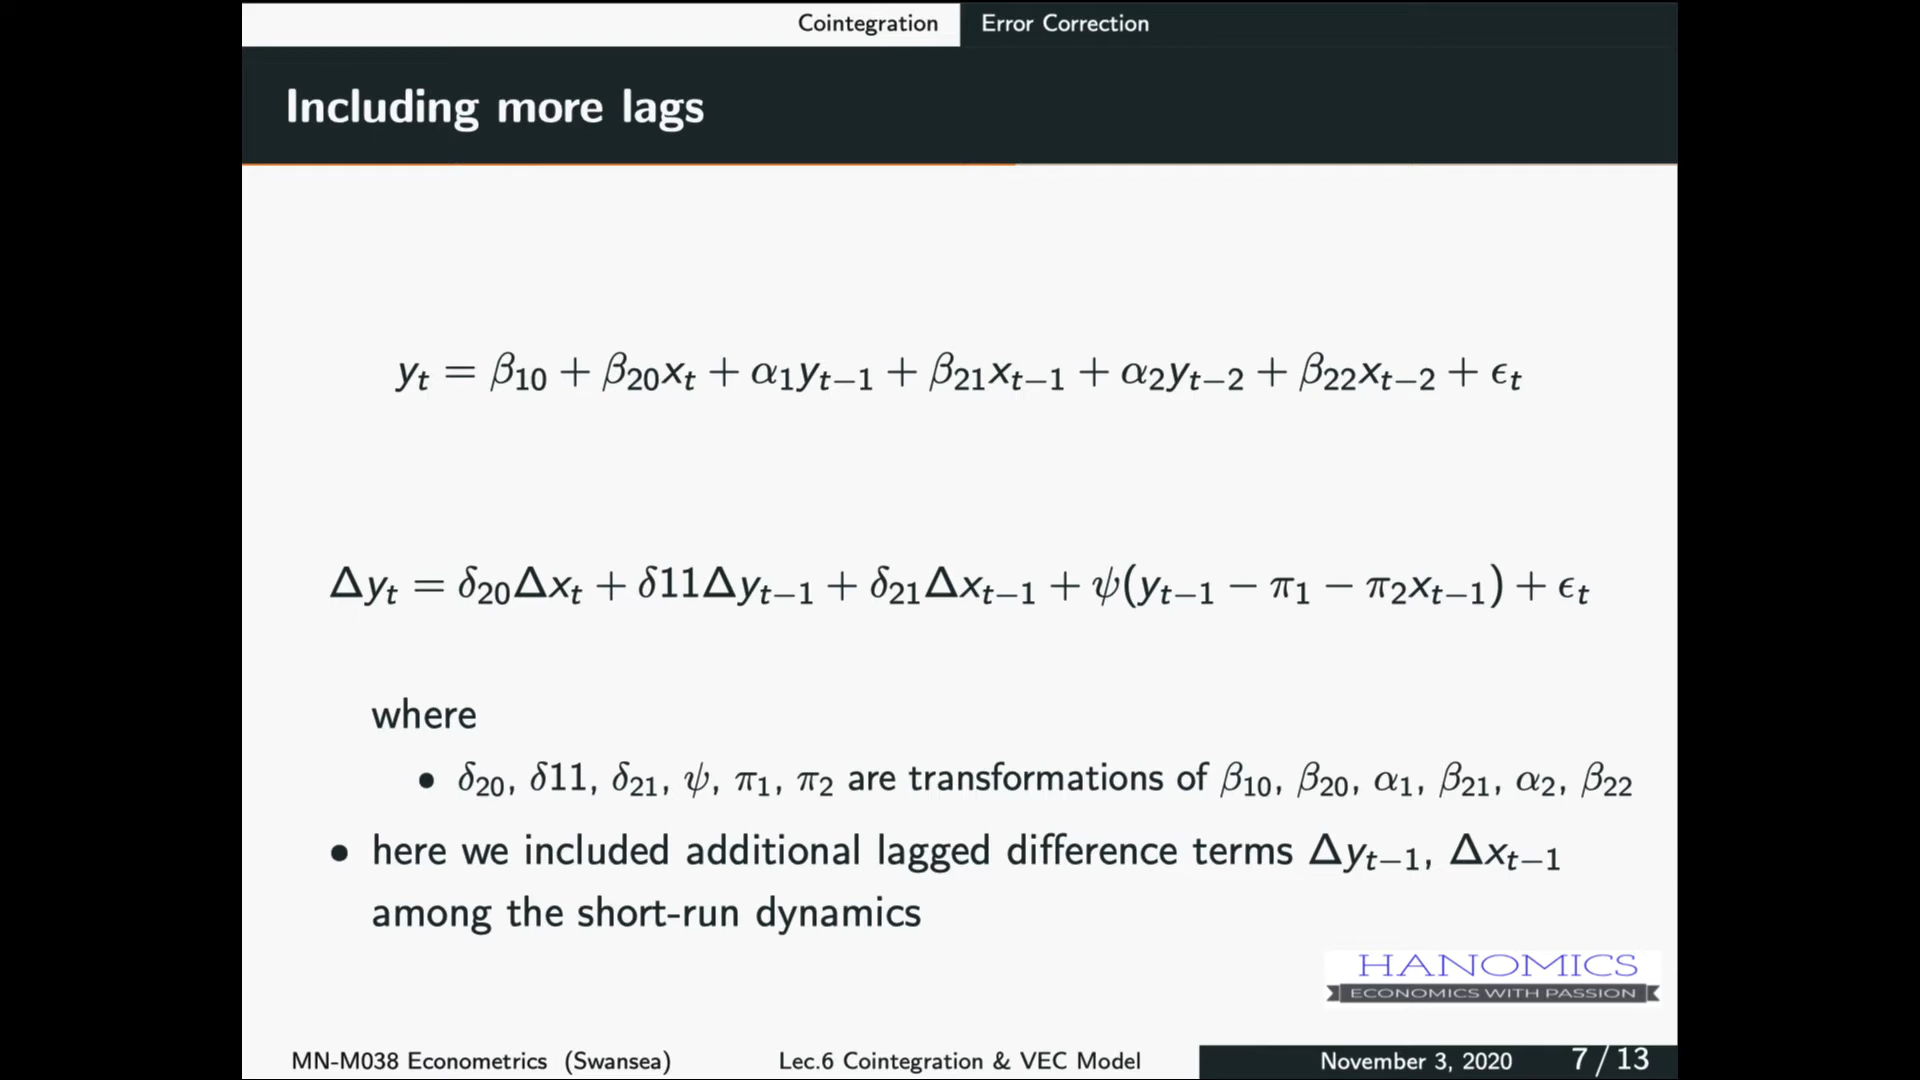 Cointegration Error Correction
Including more lags
yₜ = β₁₀ + β₂₀xₜ + α₁yₜ₋₁ + β₂₁xₜ₋₁ + α₂yₜ₋₂ + β₂₂xₜ₋₂ + ϵₜ
Δyₜ = δ₂₀Δxₜ + δ11Δyₜ₋₁ + δ₂₁Δxₜ₋₁ + ψ(yₜ₋₁ − π₁ − π₂xₜ₋₁) + ϵₜ
where
• δ₂₀, δ11, δ₂₁, ψ, π₁, π₂ are transformations of β₁₀, β₂₀, α₁, β₂₁, α₂, β₂₂
• here we included additional lagged difference terms Δyₜ₋₁, Δxₜ₋₁
among the short-run dynamics
HANOMICS
ECONOMICS WITH PASSION
MN-M038 Econometrics (Swansea) Lec.6 Cointegration & VEC Model November 3, 2020 7 / 13